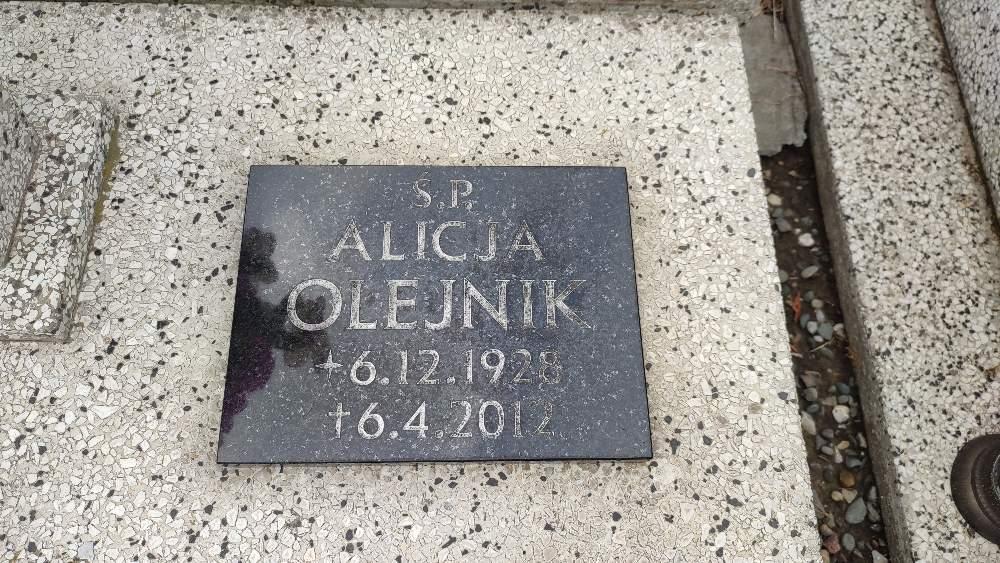 Ś.P.
ALICJA
OLEJNIK
✦6.12.1928
†6.4.2012